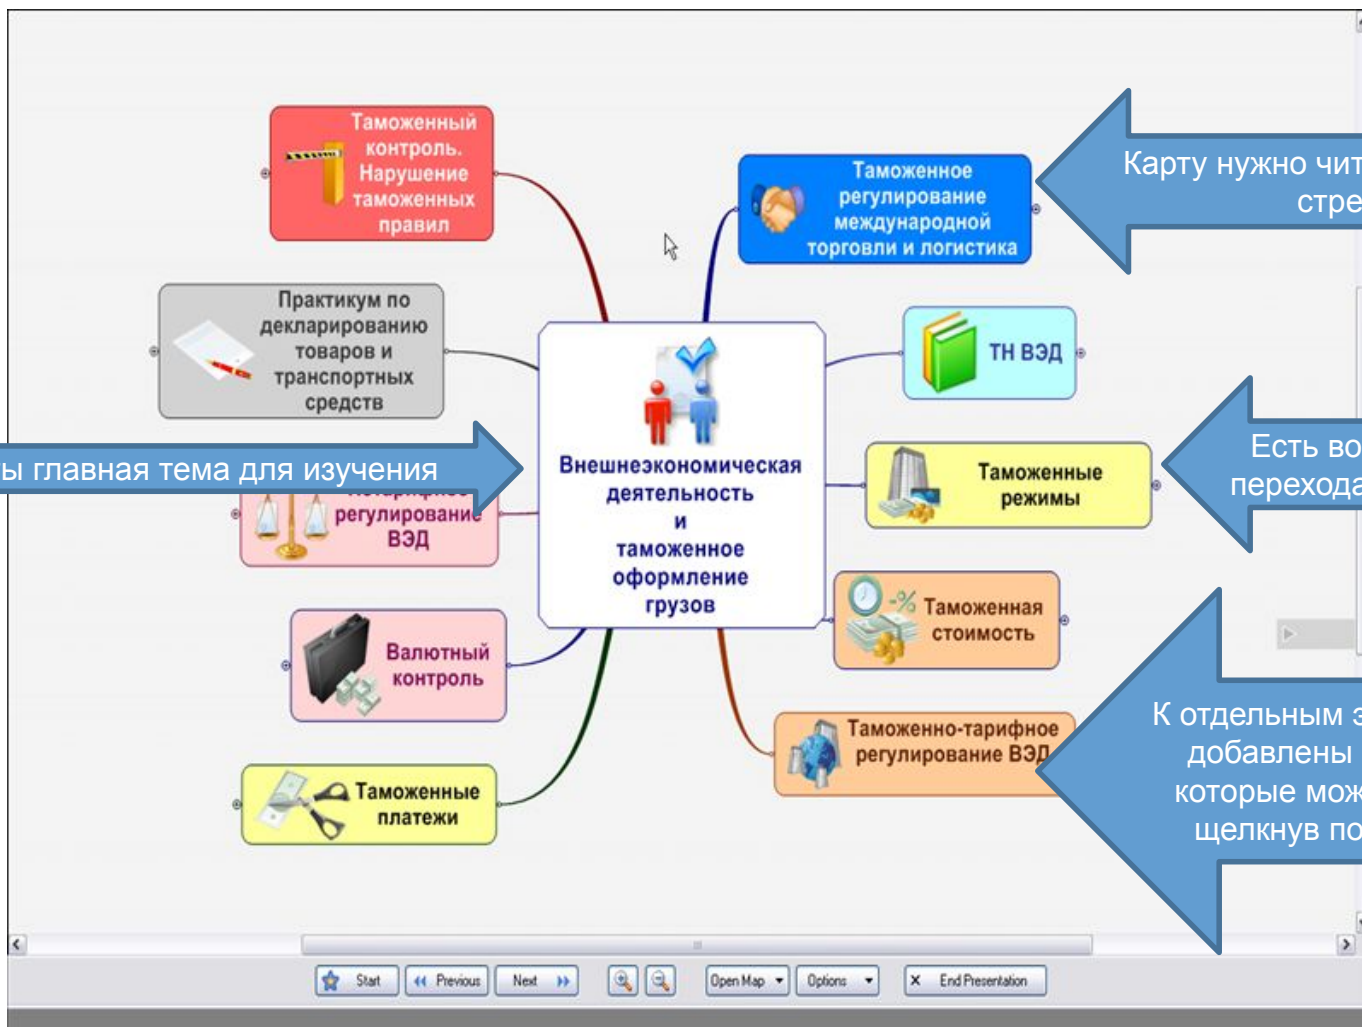 Таможенный
контроль.
Нарушение
таможенных
правил
Таможенное
регулирование
международной
торговли и логистика
Карту нужно чит
стре
Практикум по
декларированию
товаров и
транспортных
средств
ТН ВЭД
ы главная тема для изучения
Внешнеэкономическая
деятельность
и
таможенное
оформление
грузов
Таможенные
режимы
Есть во
перехода
регулирование
ВЭД
Таможенная
стоимость
Валютный
контроль
Таможенно-тарифное
регулирование ВЭД
К отдельным э
добавлены
которые мож
щелкнув по
Таможенные
платежи
Start Previous Next Open Map Options X End Presentation